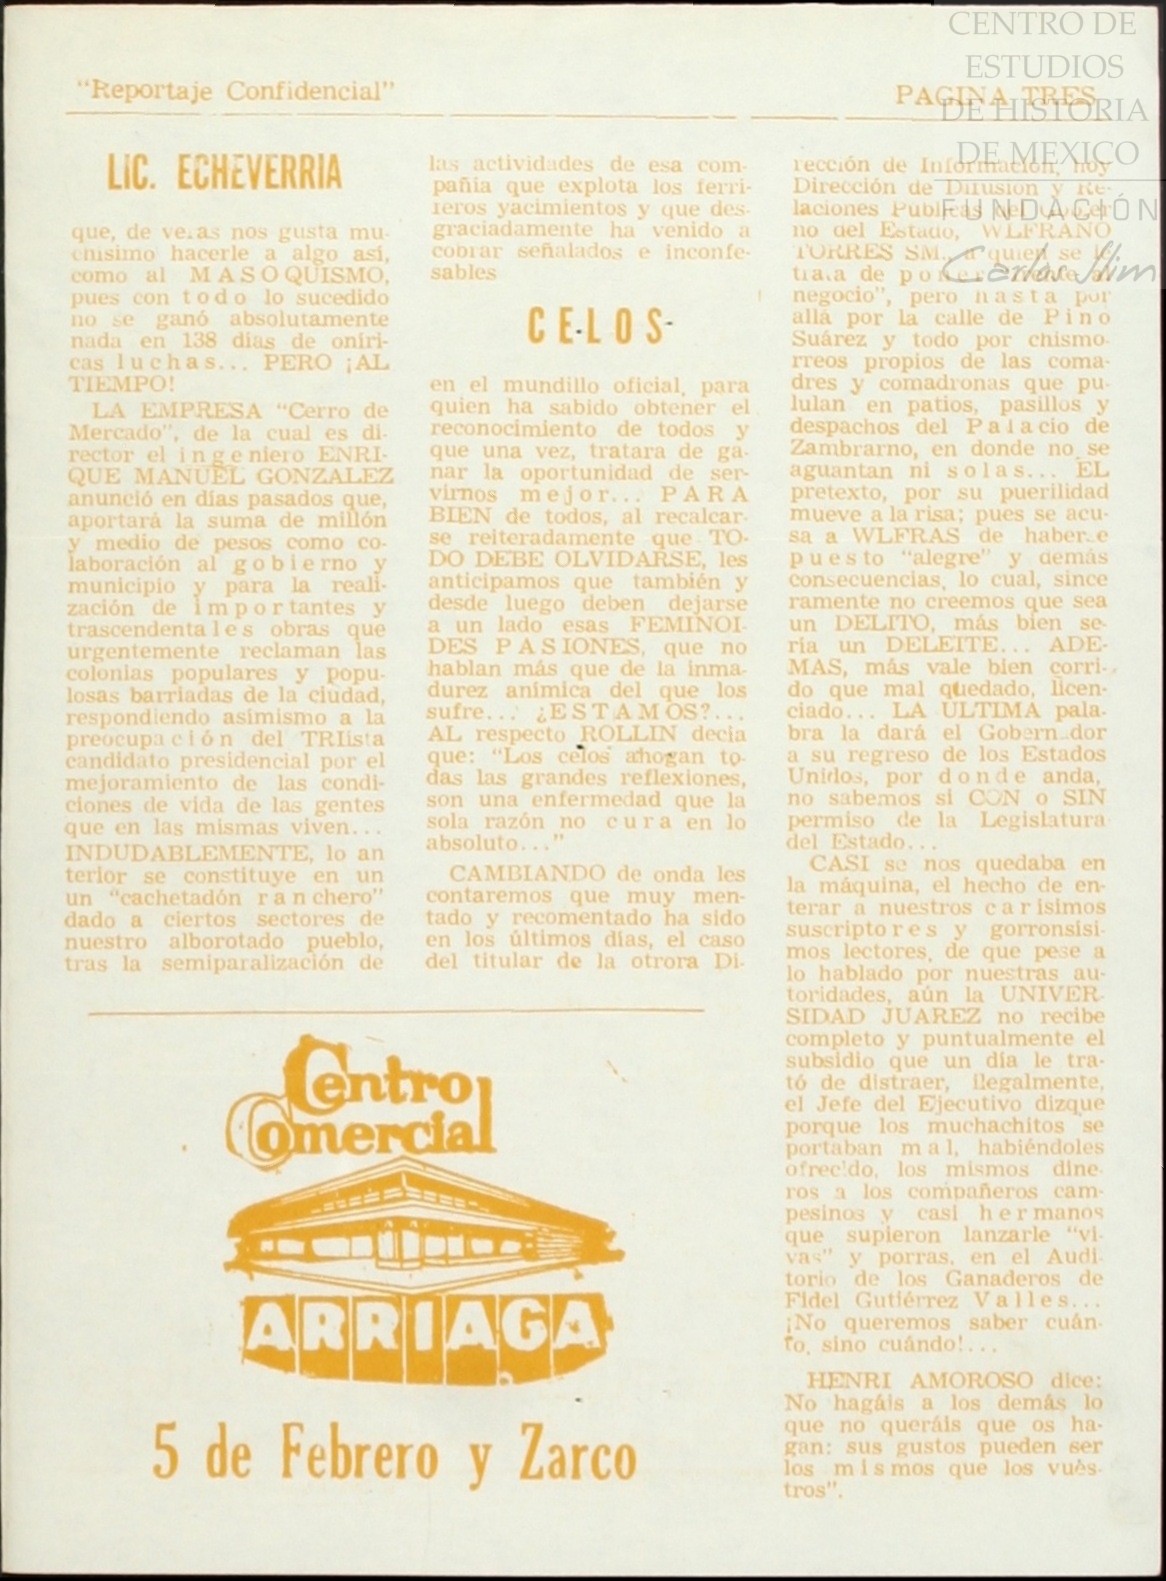 "Reportaje Confidencial"
PAGINA TRES
CENTRO DE
ESTUDIOS
DE HISTORIA
DE MEXICO
FUNDACIÓN
Carlos Slim
LIC. ECHEVERRIA
que, de veras nos gusta mu-
chisimo hacerle a algo así,
como al MASOQUISMO,
pues con todo lo sucedido
no se ganó absolutamente
nada en 138 días de oníri-
cas luchas... PERO ¡AL
TIEMPO!
LA EMPRESA "Cerro de
Mercado", de la cual es di-
rector el ingeniero ENRI-
QUE MANUEL GONZALEZ
anunció en días pasados que,
aportará la suma de millón
y medio de pesos como co-
laboración al gobierno y
municipio y para la reali-
zación de importantes y
trascendentales obras que
urgentemente reclaman las
colonias populares y popu-
losas barriadas de la ciudad,
respondiendo asimismo a la
preocupación del TRIista
candidato presidencial por el
mejoramiento de las condi-
ciones de vida de las gentes
que en las mismas viven...
INDUDABLEMENTE, lo an
terior se constituye en un
un "cachetadón ranchero"
dado a ciertos sectores de
nuestro alborotado pueblo,
tras la semiparalización de
las actividades de esa com-
pañía que explota los ferri-
feros yacimientos y que des-
graciadamente ha venido a
cobrar señalados e inconfe-
sables
CELOS
en el mundillo oficial, para
quien ha sabido obtener el
reconocimiento de todos y
que una vez, tratara de ga-
nar la oportunidad de ser-
virnos mejor... PARA
BIEN de todos, al recalcar-
se reiteradamente que TO-
DO DEBE OLVIDARSE, les
anticipamos que también y
desde luego deben dejarse
a un lado esas FEMINOI-
DES PASIONES, que no
hablan más que de la inma-
durez anímica del que los
sufre... ¿ESTAMOS?...
AL respecto ROLLIN decia
que: "Los celos ahogan to-
das las grandes reflexiones,
son una enfermedad que la
sola razón no cura en lo
absoluto..."
CAMBIANDO de onda les
contaremos que muy men-
tado y recomentado ha sido
en los últimos días, el caso
del titular de la otrora Di-
rección de Información, hoy
Dirección de Difusión y Re-
laciones Públicas del Gobier
no del Estado, WLFRANO
TORRES SM., a quien se le
trata de poner frente al
negocio", pero hasta por
allá por la calle de Pino
Suárez y todo por chismo-
rreos propios de las coma-
dres y comadronas que pu-
lulan en patios, pasillos y
despachos del Palacio de
Zambrarno, en donde no se
aguantan ni solas... EL
pretexto, por su puerilidad
mueve a la risa; pues se acu-
sa a WLFRAS de haberse
puesto "alegre" y demás
consecuencias, lo cual, since
ramente no creemos que sea
un DELITO, más bien se-
ría un DELEITE... ADE-
MAS, más vale bien corri-
do que mal quedado, licen-
ciado... LA ULTIMA pala-
bra la dará el Gobernador
a su regreso de los Estados
Unidos, por donde anda,
no sabemos si CON o SIN
permiso de la Legislatura
del Estado...
CASI se nos quedaba en
la máquina, el hecho de en-
terar a nuestros carísimos
suscriptores y gorronsísi-
mos lectores, de que pese a
lo hablado por nuestras au-
toridades, aún la UNIVER-
SIDAD JUAREZ no recibe
completo y puntualmente el
subsidio que un día le tra-
tó de distraer, ilegalmente,
el Jefe del Ejecutivo dizque
porque los muchachitos se
portaban mal, habiéndoles
ofrecido, los mismos dine-
ros a los compañeros cam-
pesinos y casi hermanos
que supieron lanzarle "vi-
vas" y porras, en el Audi-
torio de los Ganaderos de
Fidel Gutiérrez Valles...
¡No queremos saber cuán-
to, sino cuándo!...
HENRI AMOROSO dice:
No hagáis a los demás lo
que no queráis que os ha-
gan: sus gustos pueden ser
los mismos que los vués-
tros".
Centro
Comercial
ARRIAGA
5 de Febrero y Zarco